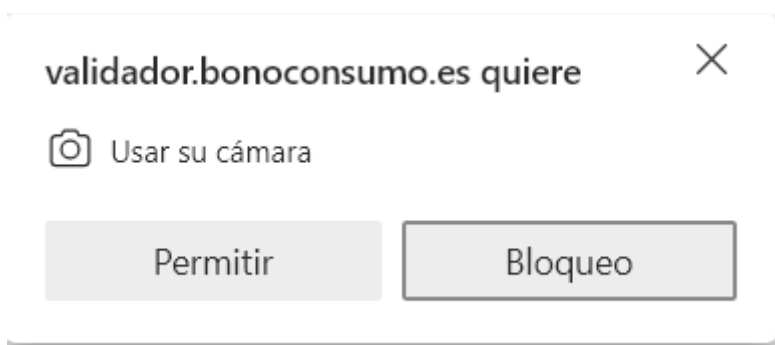 validador.bonoconsumo.es quiere
Usar su cámara
Permitir
Bloqueo